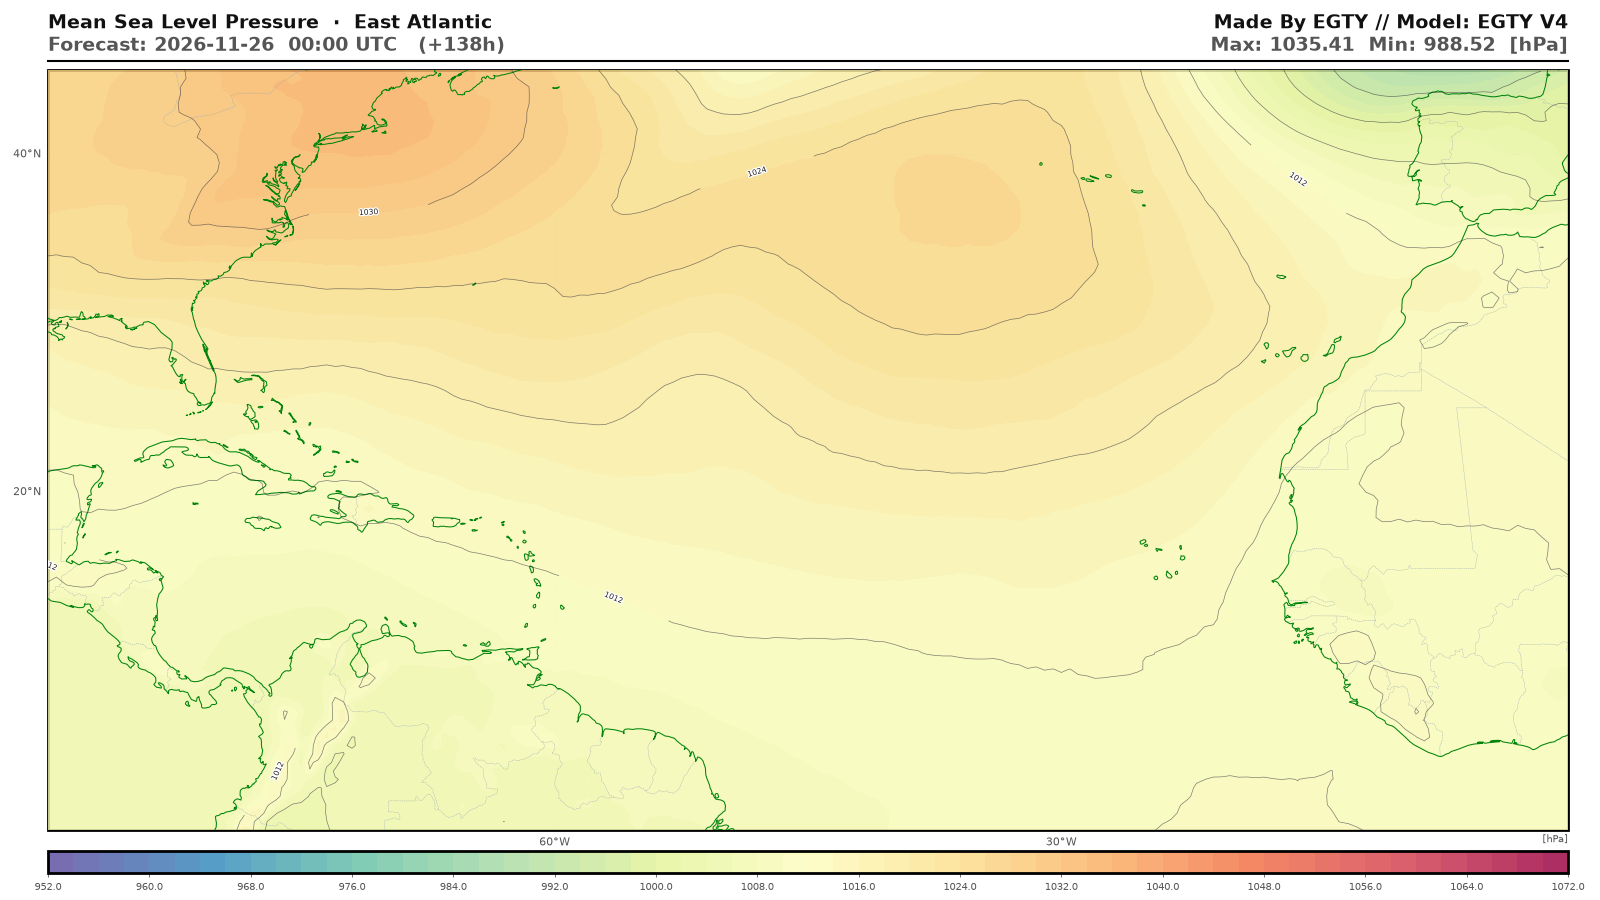 Mean Sea Level Pressure · East Atlantic
Made By EGTY // Model: EGTY V4
Forecast: 2026-11-26 00:00 UTC (+138h)
Max: 1035.41 Min: 988.52 [hPa]
40°N
1024
1012
1030
20°N
12
1012
1012
60°W
30°W
[hPa]
952.0 960.0 968.0 976.0 984.0 992.0 1000.0 1008.0 1016.0 1024.0 1032.0 1040.0 1048.0 1056.0 1064.0 1072.0